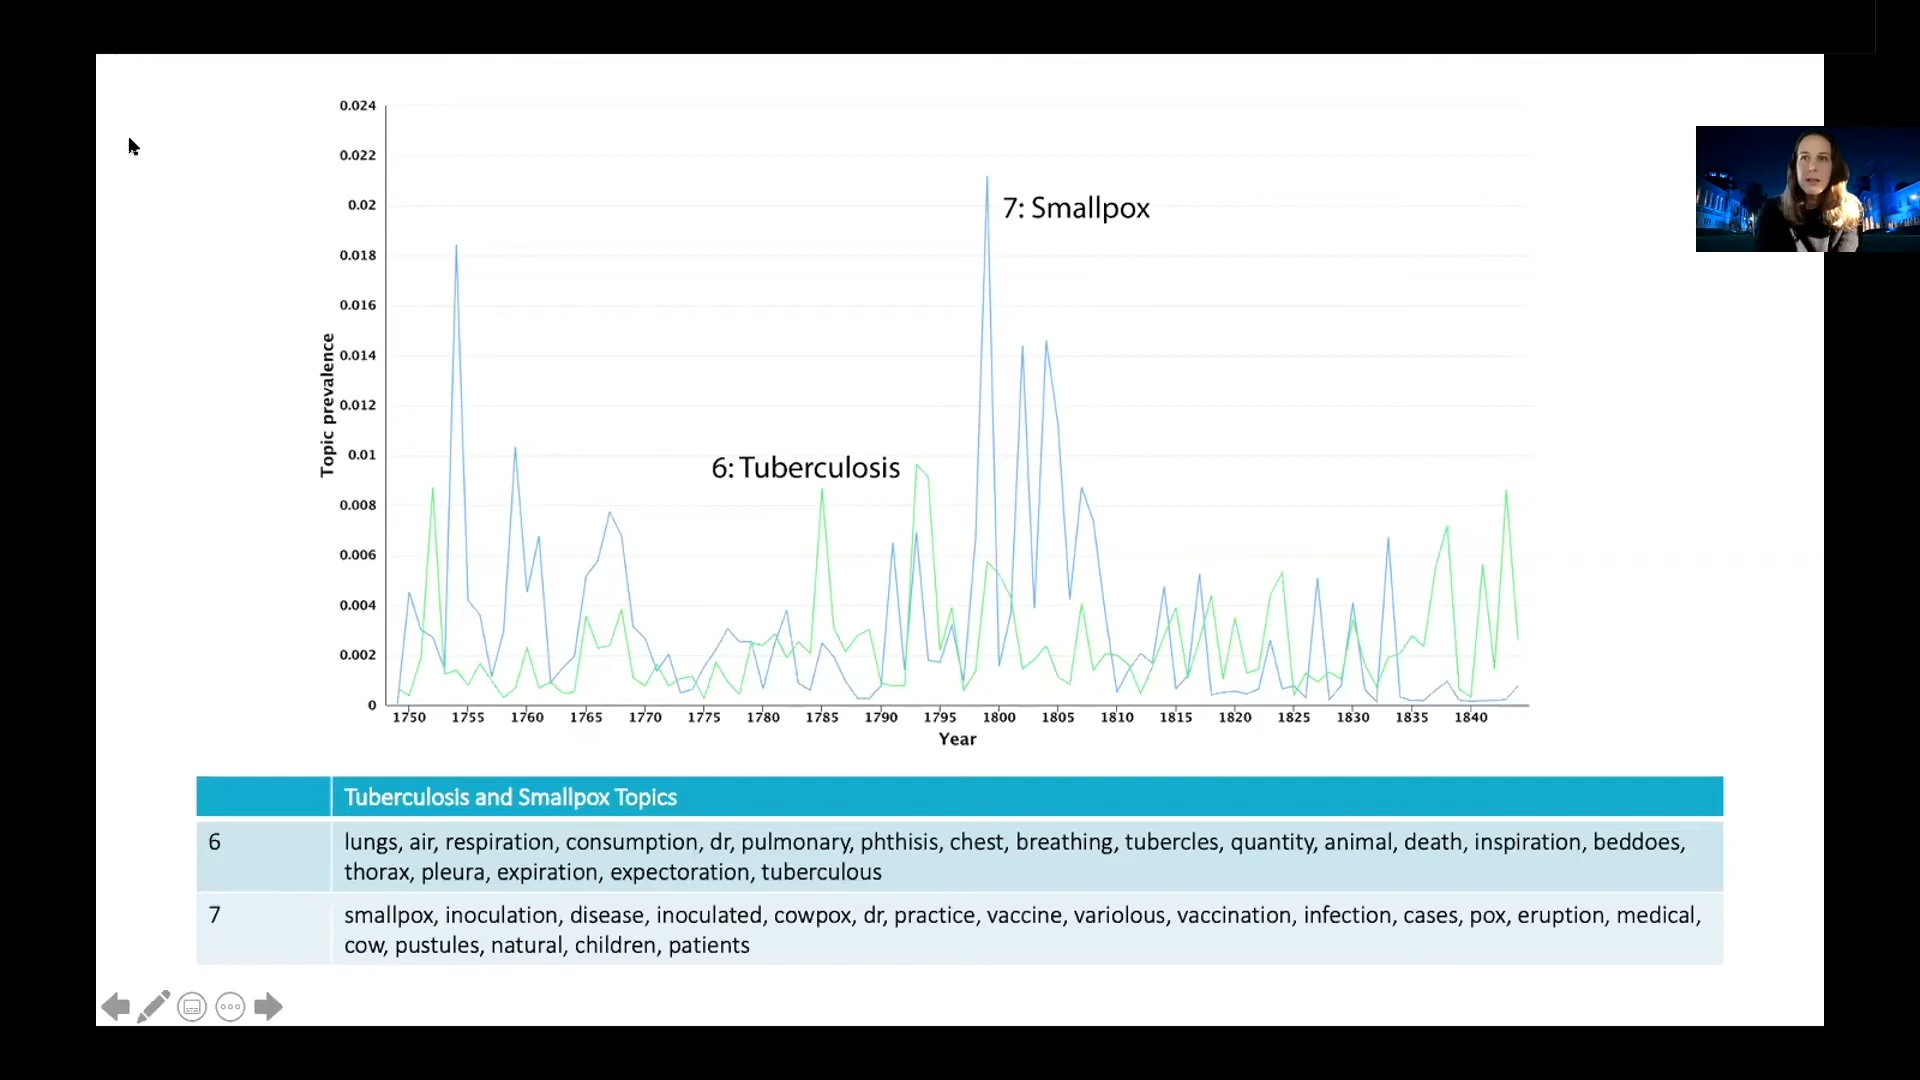 0.024
0.022
0.02
0.018
0.016
0.014
0.012
0.01
0.008
0.006
0.004
0.002
0
Topic prevalence
7: Smallpox
6: Tuberculosis
1750 1755 1760 1765 1770 1775 1780 1785 1790 1795 1800 1805 1810 1815 1820 1825 1830 1835 1840
Year
Tuberculosis and Smallpox Topics
6
lungs, air, respiration, consumption, dr, pulmonary, phthisis, chest, breathing, tubercles, quantity, animal, death, inspiration, beddoes,
thorax, pleura, expiration, expectoration, tuberculous
7
smallpox, inoculation, disease, inoculated, cowpox, dr, practice, vaccine, variolous, vaccination, infection, cases, pox, eruption, medical,
cow, pustules, natural, children, patients